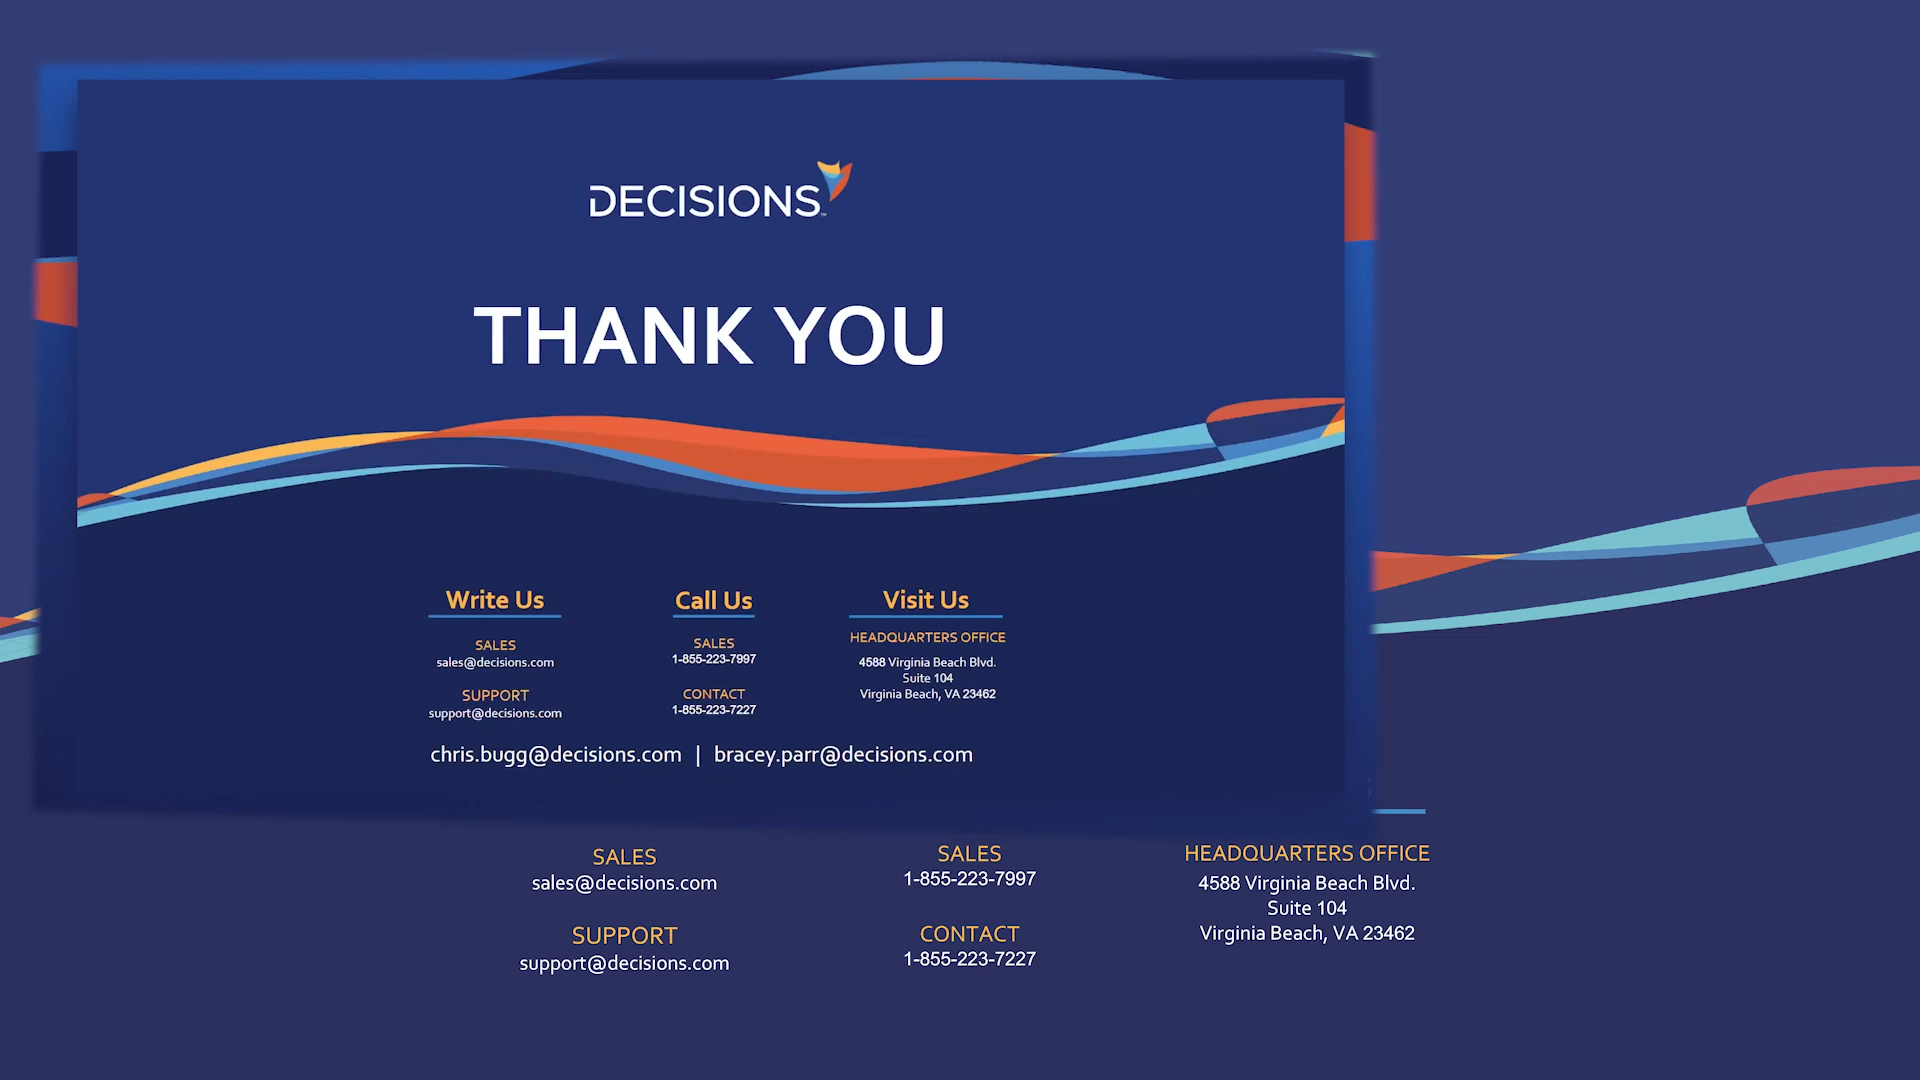 DECISIONS™
THANK YOU
Write Us
SALES
sales@decisions.com
SUPPORT
support@decisions.com
Call Us
SALES
1-855-223-7997
CONTACT
1-855-223-7227
Visit Us
HEADQUARTERS OFFICE
4588 Virginia Beach Blvd.
Suite 104
Virginia Beach, VA 23462
chris.bugg@decisions.com | bracey.parr@decisions.com
SALES
sales@decisions.com
SUPPORT
support@decisions.com
SALES
1-855-223-7997
CONTACT
1-855-223-7227
HEADQUARTERS OFFICE
4588 Virginia Beach Blvd.
Suite 104
Virginia Beach, VA 23462